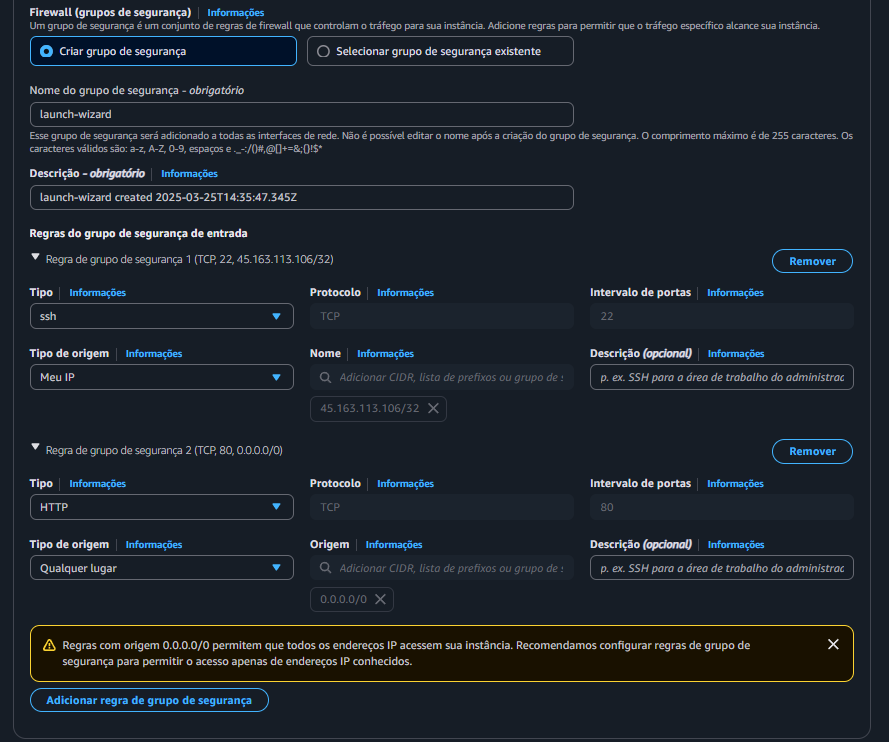 Firewall (grupos de segurança) Informações
Um grupo de segurança é um conjunto de regras de firewall que controlam o tráfego para sua instância. Adicione regras para permitir que o tráfego específico alcance sua instância.
Criar grupo de segurança Selecionar grupo de segurança existente
Nome do grupo de segurança - obrigatório
launch-wizard
Esse grupo de segurança será adicionado a todas as interfaces de rede. Não é possível editar o nome após a criação do grupo de segurança. O comprimento máximo é de 255 caracteres. Os
caracteres válidos são: a-z, A-Z, 0-9, espaços e ._-:/()#,@[]+=&;{}!$*
Descrição - obrigatório Informações
launch-wizard created 2025-03-25T14:35:47.345Z
Regras do grupo de segurança de entrada
Regra de grupo de segurança 1 (TCP, 22, 45.163.113.106/32) Remover
Tipo Informações Protocolo Informações Intervalo de portas Informações
ssh TCP 22
Tipo de origem Informações Nome Informações Descrição (opcional) Informações
Meu IP Adicionar CIDR, lista de prefixos ou grupo de s p. ex. SSH para a área de trabalho do administrac
45.163.113.106/32
Regra de grupo de segurança 2 (TCP, 80, 0.0.0.0/0) Remover
Tipo Informações Protocolo Informações Intervalo de portas Informações
HTTP TCP 80
Tipo de origem Informações Origem Informações Descrição (opcional) Informações
Qualquer lugar Adicionar CIDR, lista de prefixos ou grupo de s p. ex. SSH para a área de trabalho do administrac
0.0.0.0/0
Regras com origem 0.0.0.0/0 permitem que todos os endereços IP acessem sua instância. Recomendamos configurar regras de grupo de
segurança para permitir o acesso apenas de endereços IP conhecidos.
Adicionar regra de grupo de segurança